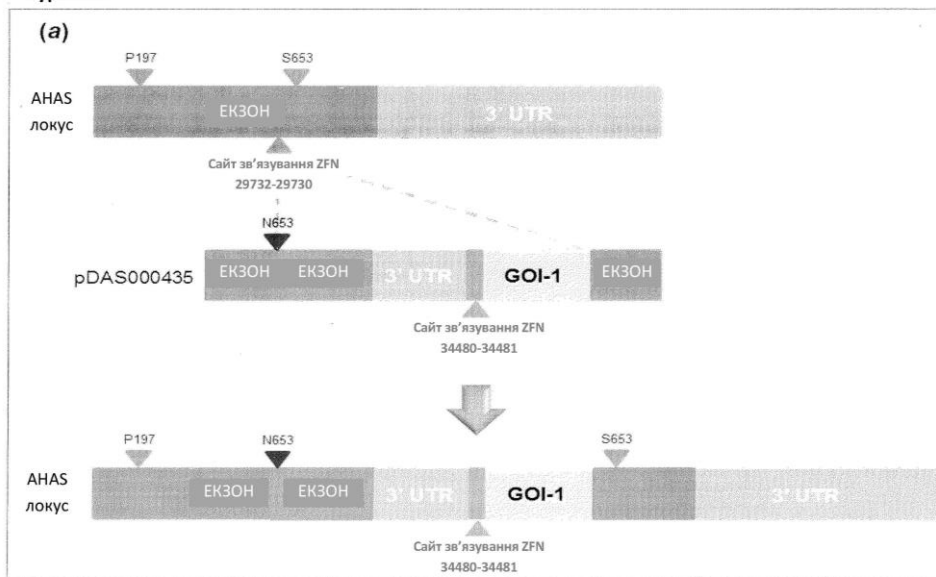 (a)
P197 S653
АНАS
локус
ЕКЗОН 3' UTR
Сайт зв'язування ZFN
29732-29730
N653
pDAS000435
ЕКЗОН ЕКЗОН 3' UTR GOI-1 ЕКЗОН
Сайт зв'язування ZFN
34480-34481
P197 N653 S653
АНАS
локус
ЕКЗОН ЕКЗОН 3' UTR GOI-1 3' UTR
Сайт зв'язування ZFN
34480-34481